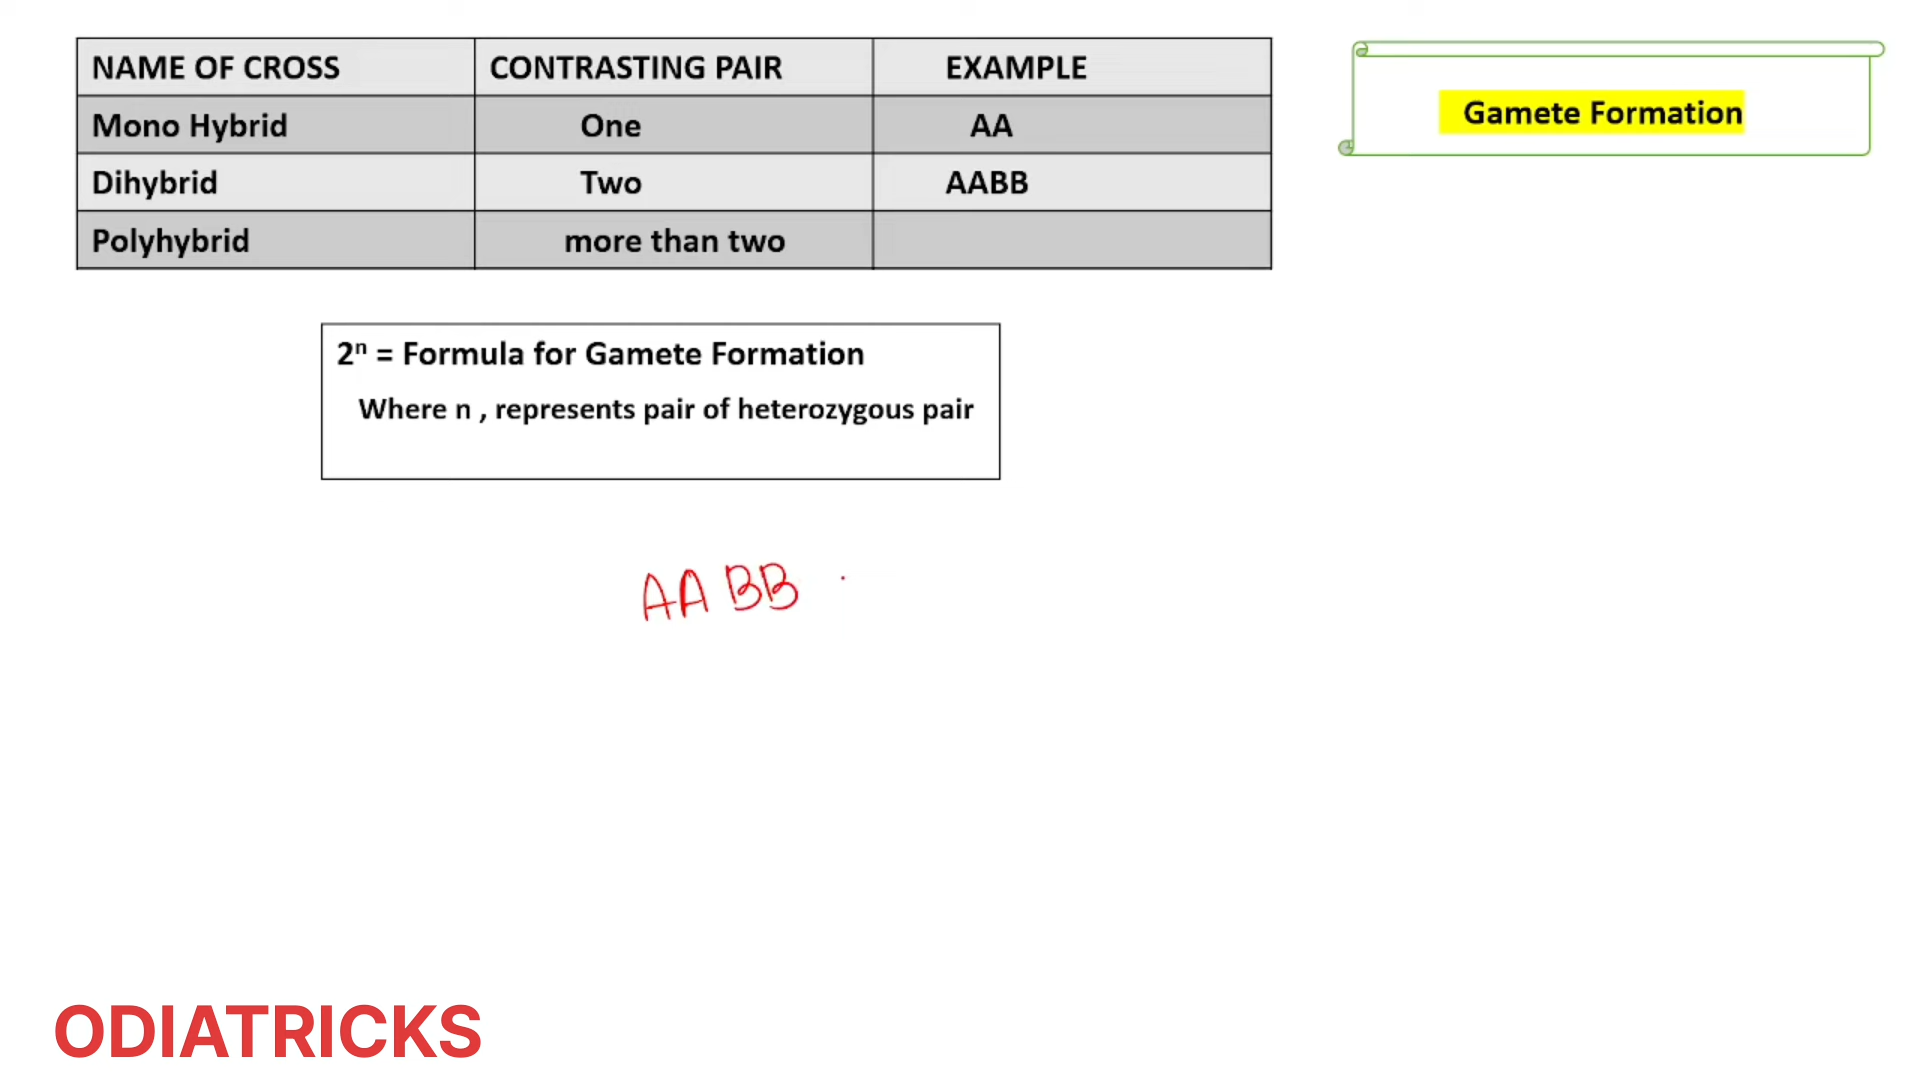 NAME OF CROSS CONTRASTING PAIR EXAMPLE
Mono Hybrid One AA
Dihybrid Two AABB
Polyhybrid more than two
Gamete Formation
2ⁿ = Formula for Gamete Formation
Where n , represents pair of heterozygous pair
AA BB
ODIATRICKS